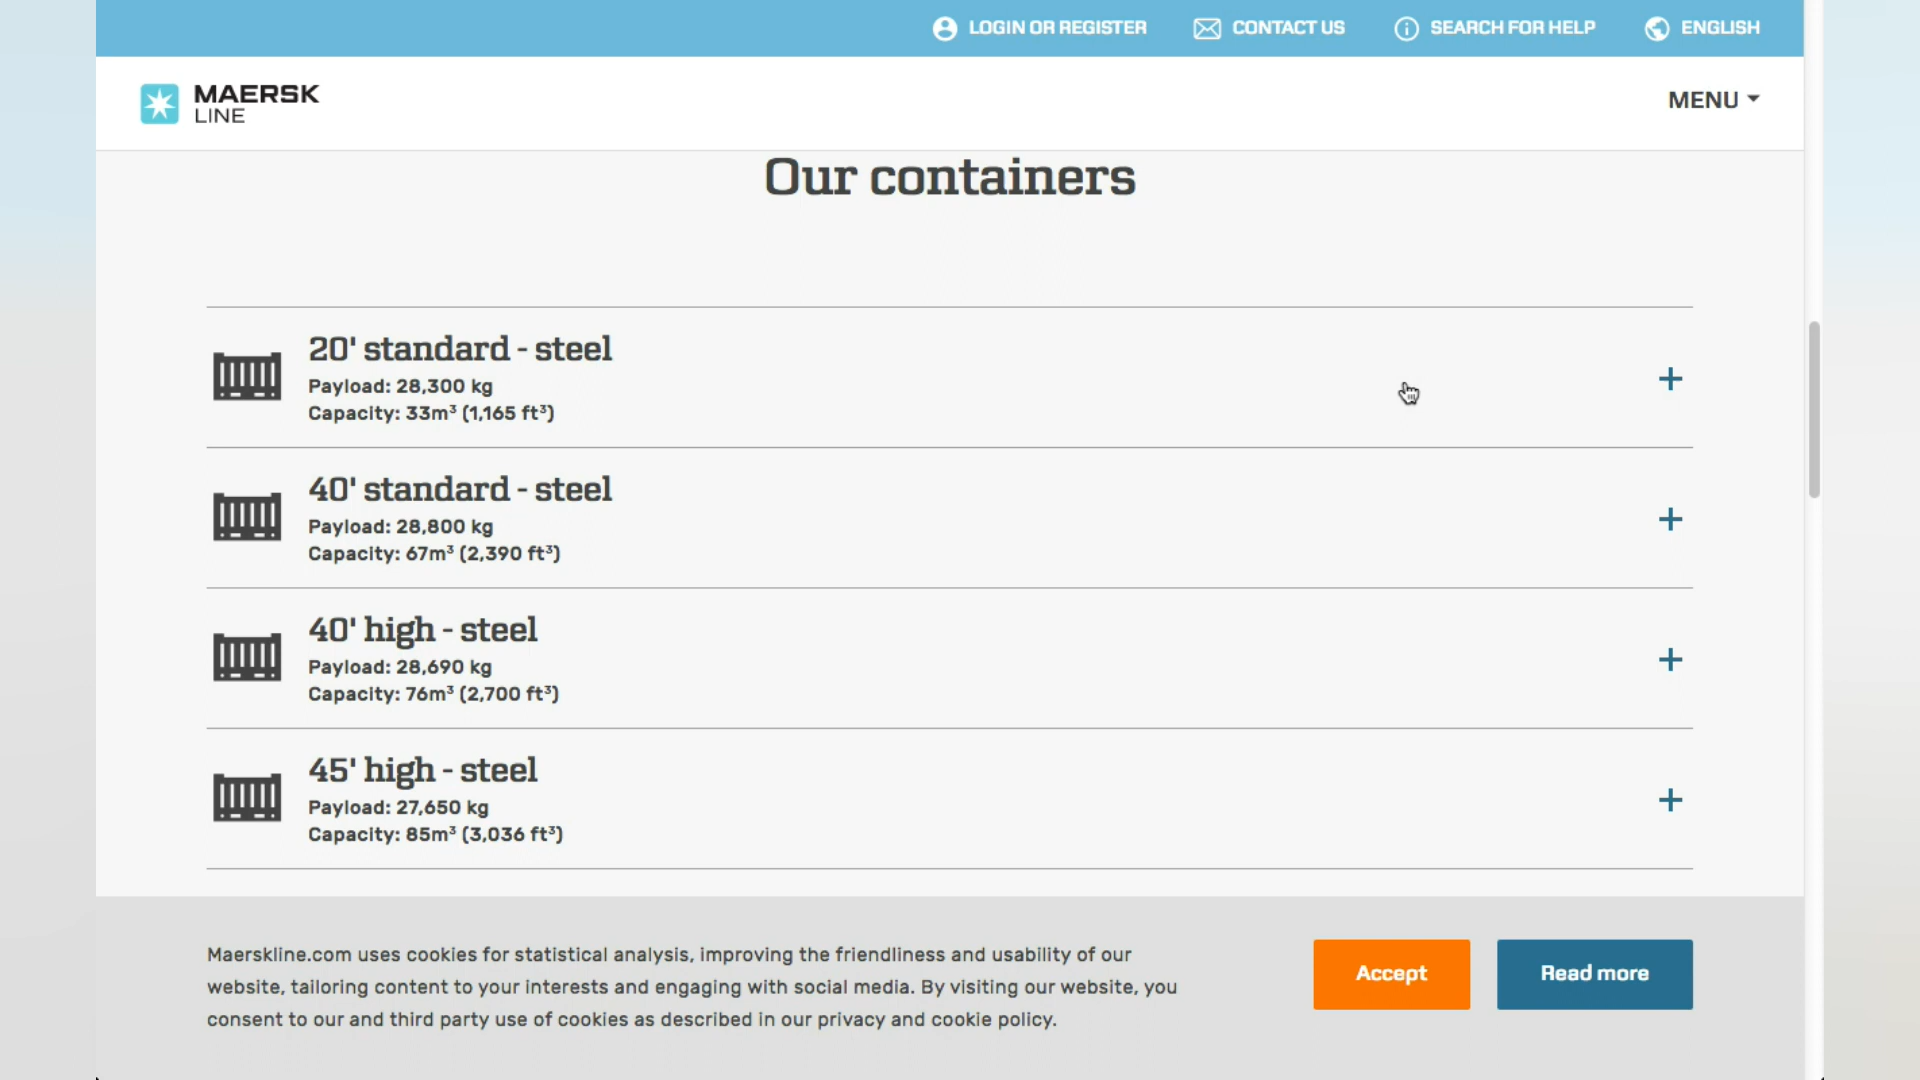 LOGIN OR REGISTER
CONTACT US
SEARCH FOR HELP
ENGLISH
MAERSK
LINE
MENU
Our containers
20' standard - steel
Payload: 28,300 kg
Capacity: 33m³ (1,165 ft³)
40' standard - steel
Payload: 28,800 kg
Capacity: 67m³ (2,390 ft³)
40' high - steel
Payload: 28,690 kg
Capacity: 76m³ (2,700 ft³)
45' high - steel
Payload: 27,650 kg
Capacity: 85m³ (3,036 ft³)
Maerskline.com uses cookies for statistical analysis, improving the friendliness and usability of our
website, tailoring content to your interests and engaging with social media. By visiting our website, you
consent to our and third party use of cookies as described in our privacy and cookie policy.
Accept
Read more